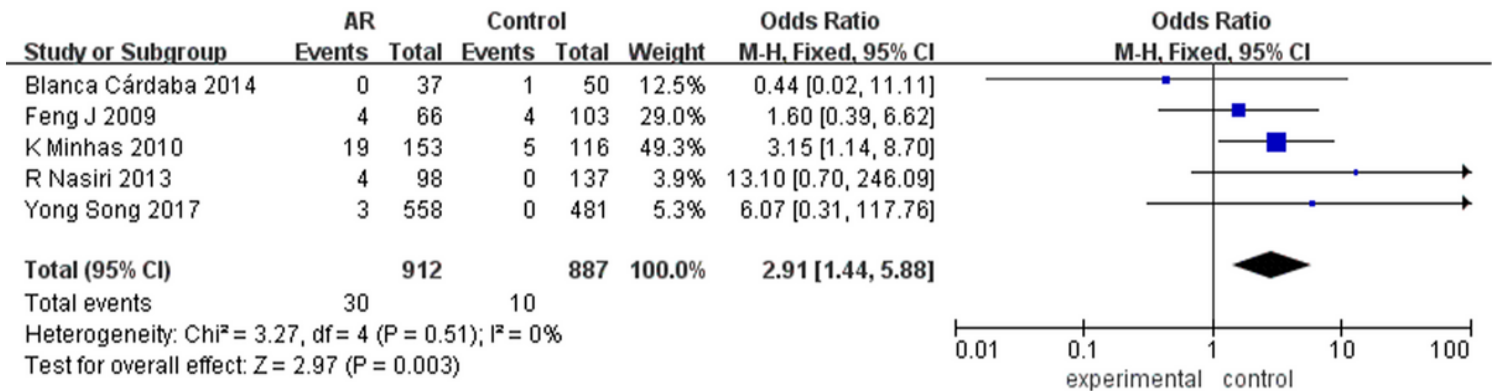 AR Control Odds Ratio Odds Ratio
Study or Subgroup Events Total Events Total Weight M-H, Fixed, 95% CI M-H, Fixed, 95% CI
Blanca Cárdaba 2014 0 37 1 50 12.5% 0.44 [0.02, 11.11]
Feng J 2009 4 66 4 103 29.0% 1.60 [0.39, 6.62]
K Minhas 2010 19 153 5 116 49.3% 3.15 [1.14, 8.70]
R Nasiri 2013 4 98 0 137 3.9% 13.10 [0.70, 246.09]
Yong Song 2017 3 558 0 481 5.3% 6.07 [0.31, 117.76]
Total (95% CI) 912 887 100.0% 2.91 [1.44, 5.88]
Total events 30 10
Heterogeneity: Chi² = 3.27, df = 4 (P = 0.51); I² = 0%
Test for overall effect: Z = 2.97 (P = 0.003)
0.01 0.1 1 10 100
experimental control